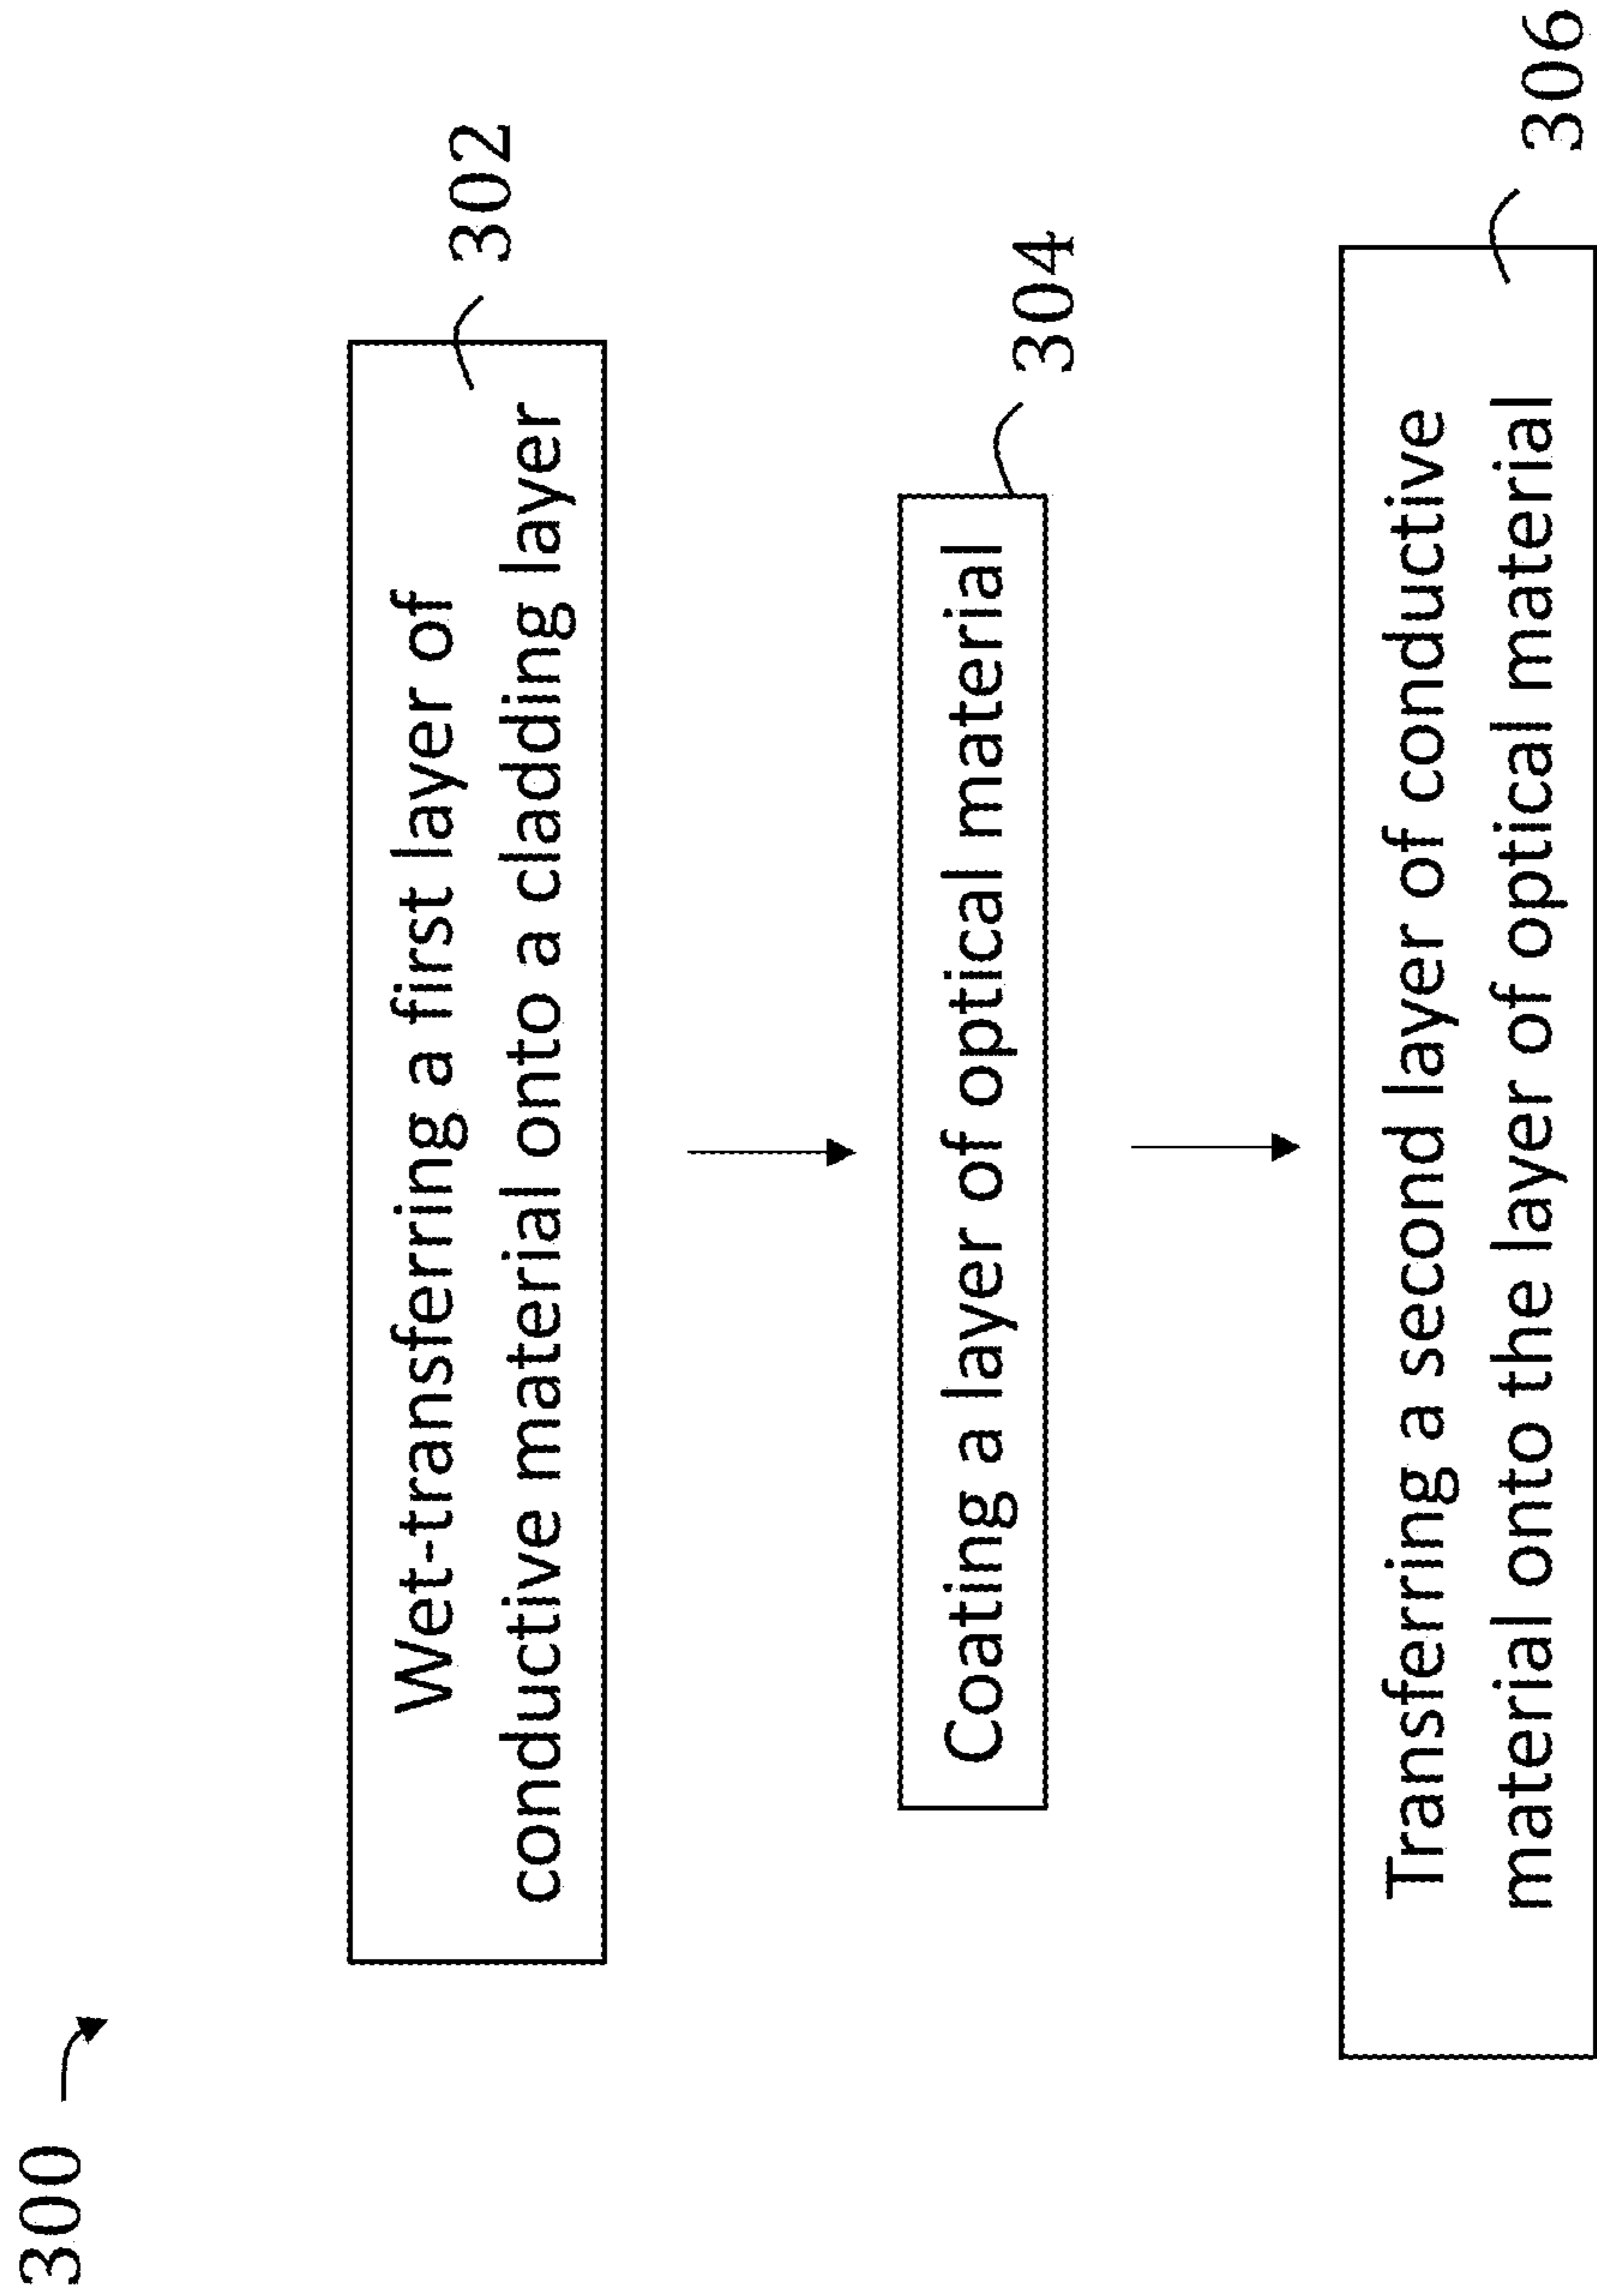 300
Wet-transferring a first layer of
conductive material onto a cladding layer
302
Coating a layer of optical material
304
Transferring a second layer of conductive
material onto the layer of optical material
306